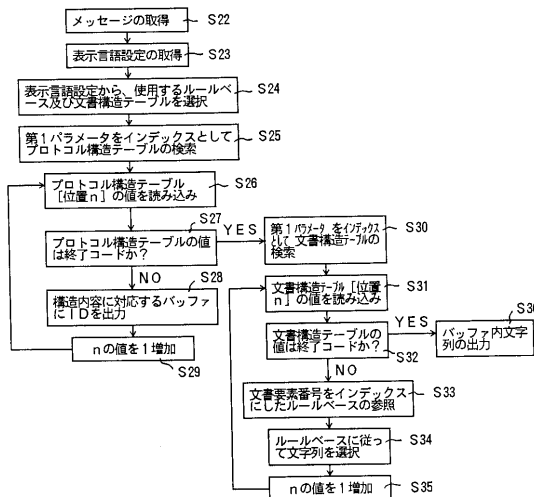 メッセージの取得
S22
表示言語設定の取得
S23
表示言語設定から、使用するルールベ
ース及び文書構造テーブルを選択
S24
第1パラメータをインデックスとして
プロトコル構造テーブルの検索
S25
プロトコル構造テーブル
[位置n]の値を読み込み
S26
プロトコル構造テーブルの値
は終了コードか?
S27
YES
NO
構造内容に対応するバッファ
にIDを出力
S28
nの値を1増加
S29
第1パラメータをインデックス
として文書構造テーブルの
検索
S30
文書構造テーブル[位置
n]の値を読み込み
S31
文書構造テーブルの
値は終了コードか?
S32
YES
NO
バッファ内文字
列の出力
文書要素番号をインデックス
にしたルールベースの参照
S33
ルールベースに従っ
て文字列を選択
S34
nの値を1増加
S35